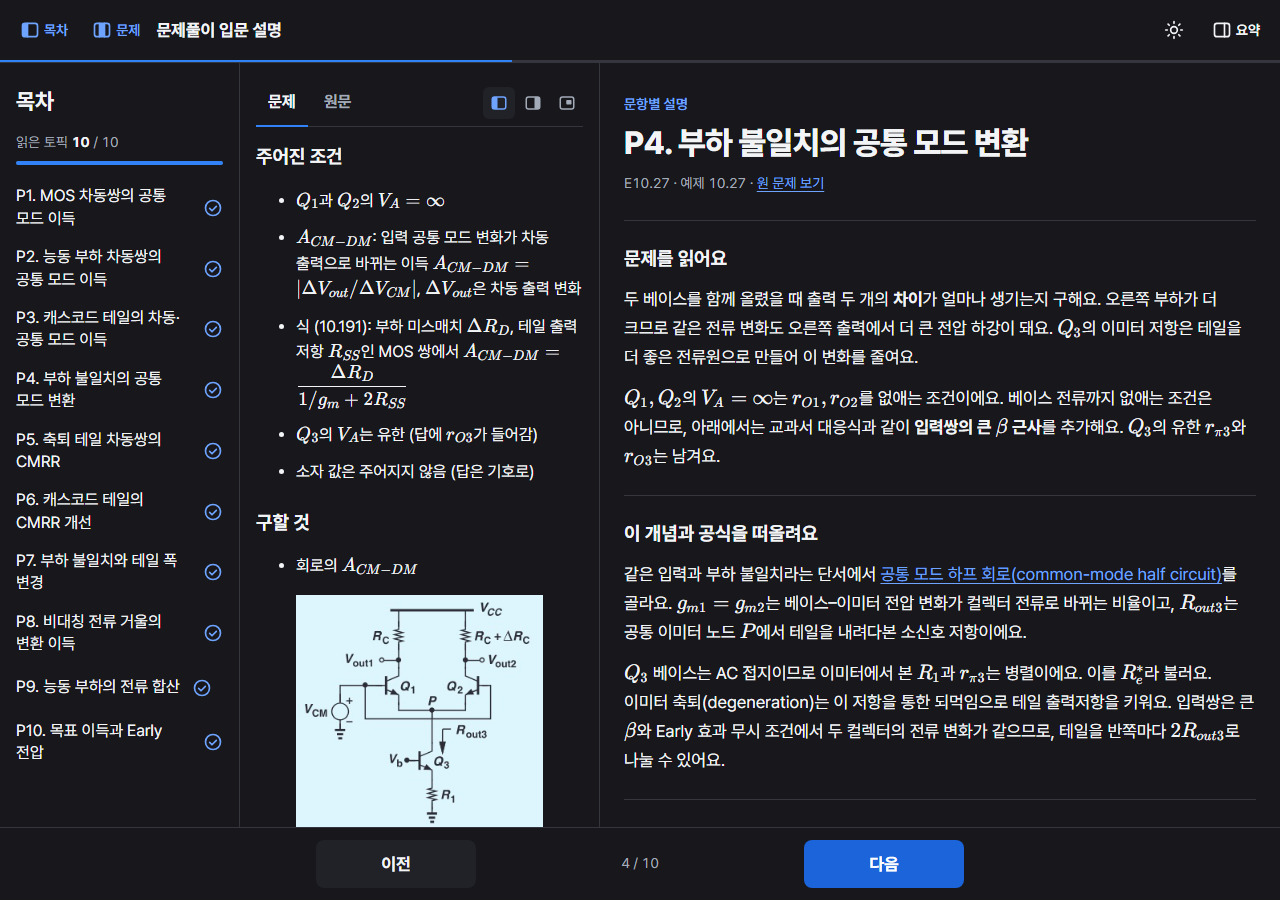 목차 문제 문제풀이 입문 설명 요약
목차
읽은 토픽 10 / 10
P1. MOS 차동쌍의 공통
모드 이득
P2. 능동 부하 차동쌍의
공통 모드 이득
P3. 캐스코드 테일의 차동·
공통 모드 이득
P4. 부하 불일치의 공통
모드 변환
P5. 축퇴 테일 차동쌍의
CMRR
P6. 캐스코드 테일의
CMRR 개선
P7. 부하 불일치와 테일 폭
변경
P8. 비대칭 전류 거울의
변환 이득
P9. 능동 부하의 전류 합산
P10. 목표 이득과 Early
전압
문제 원문
주어진 조건
• Q1과 Q2의 VA = ∞
• ACM−DM: 입력 공통 모드 변화가 차동
출력으로 바뀌는 이득 ACM−DM =
|ΔVout/ΔVCM|, ΔVout은 차동 출력 변화
• 식 (10.191): 부하 미스매치 ΔRD, 테일 출력
저항 RSS인 MOS 쌍에서 ACM−DM =
ΔRD
1/gm + 2RSS
• Q3의 VA는 유한 (답에 rO3가 들어감)
• 소자 값은 주어지지 않음 (답은 기호로)
구할 것
• 회로의 ACM−DM
VCC
RC RC + ΔRC
Vout1 Vout2
Q1 Q2
P
VCM
+
−
Rout3
Vb Q3
R1
문항별 설명
P4. 부하 불일치의 공통 모드 변환
E10.27 · 예제 10.27 · 원 문제 보기
문제를 읽어요
두 베이스를 함께 올렸을 때 출력 두 개의 차이가 얼마나 생기는지 구해요. 오른쪽 부하가 더
크므로 같은 전류 변화도 오른쪽 출력에서 더 큰 전압 하강이 돼요. Q3의 이미터 저항은 테일을
더 좋은 전류원으로 만들어 이 변화를 줄여요.
Q1, Q2의 VA = ∞는 rO1, rO2를 없애는 조건이에요. 베이스 전류까지 없애는 조건은
아니므로, 아래에서는 교과서 대응식과 같이 입력쌍의 큰 β 근사를 추가해요. Q3의 유한 rπ3와
rO3는 남겨요.
이 개념과 공식을 떠올려요
같은 입력과 부하 불일치라는 단서에서 공통 모드 하프 회로(common-mode half circuit)를
골라요. gm1 = gm2는 베이스–이미터 전압 변화가 컬렉터 전류로 바뀌는 비율이고, Rout3는
공통 이미터 노드 P에서 테일을 내려다본 소신호 저항이에요.
Q3 베이스는 AC 접지이므로 이미터에서 본 R1과 rπ3는 병렬이에요. 이를 Re*라 불러요.
이미터 축퇴(degeneration)는 이 저항을 통한 되먹임으로 테일 출력저항을 키워요. 입력쌍은 큰
β와 Early 효과 무시 조건에서 두 컬렉터의 전류 변화가 같으므로, 테일을 반쪽마다 2Rout3로
나눌 수 있어요.
이전 4 / 10 다음